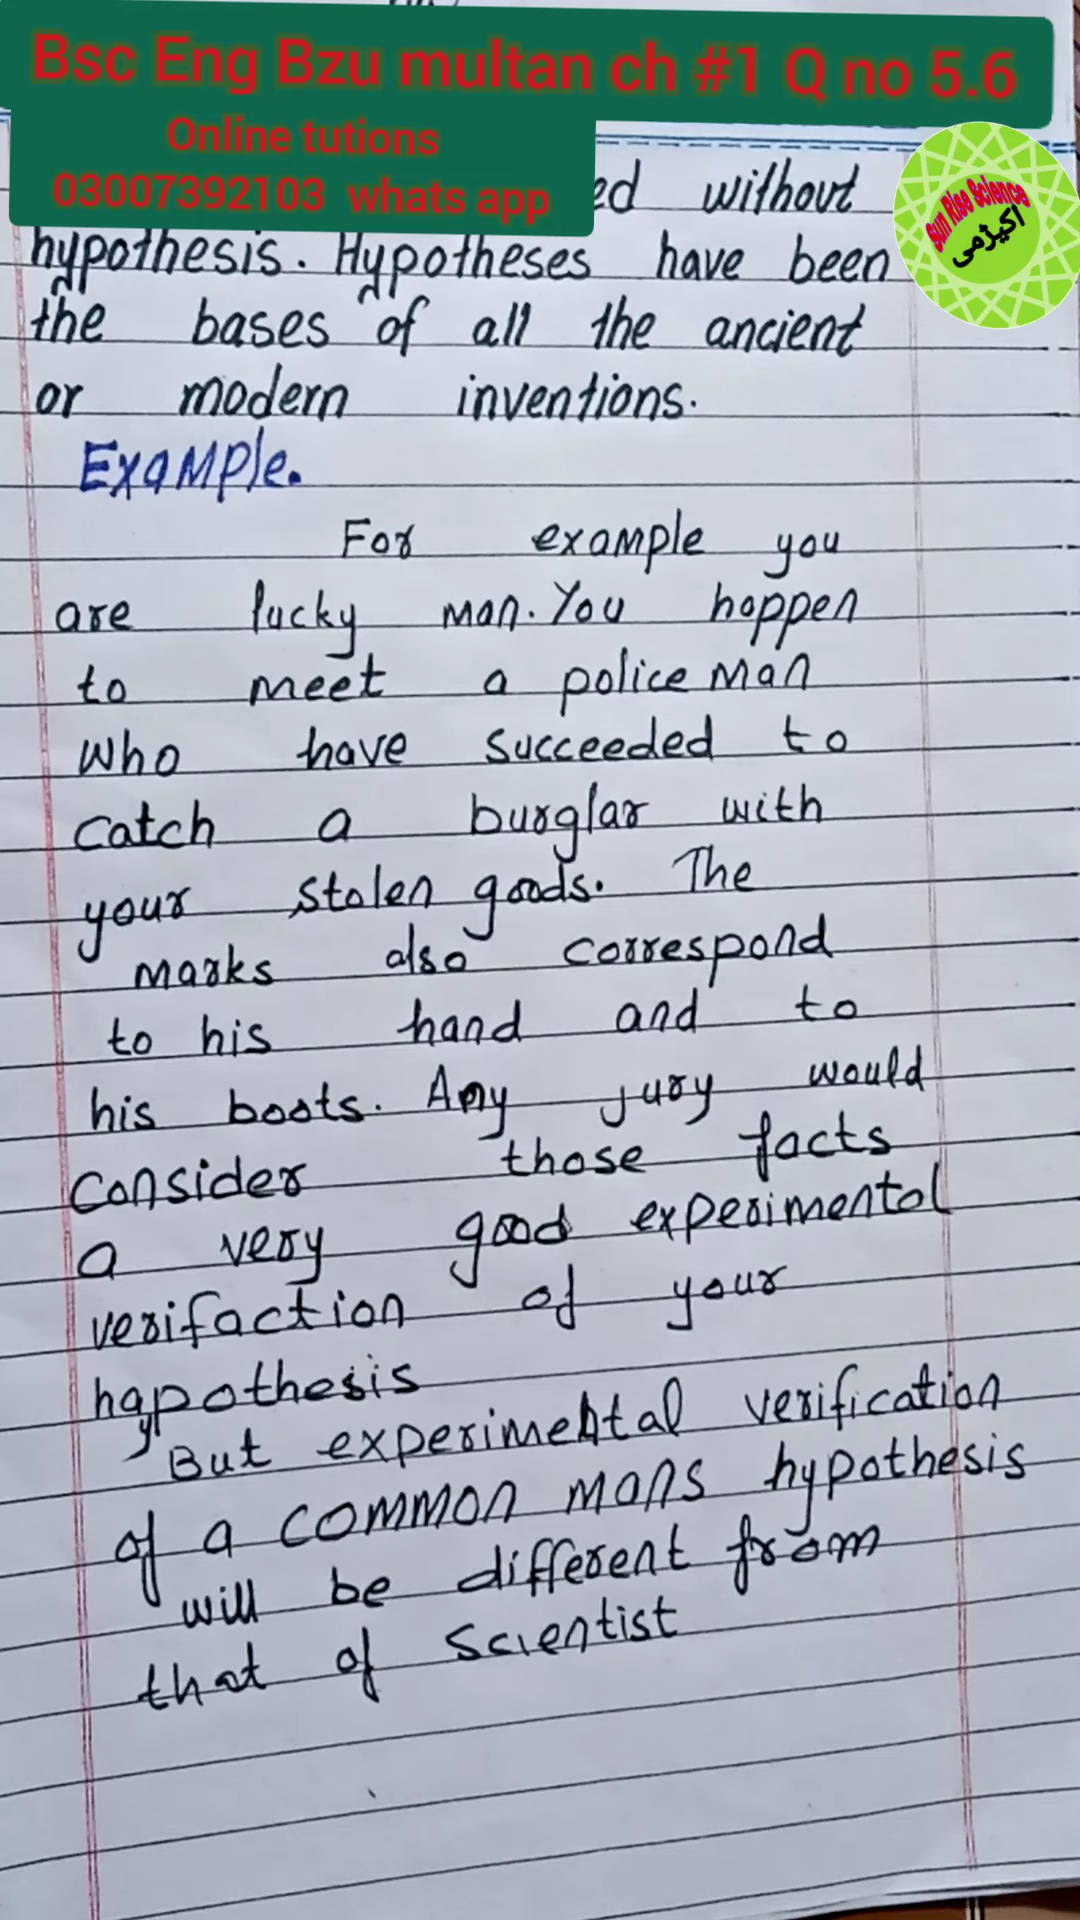 Bsc Eng Bzu multan ch #1 Q no 5.6
Online tutions
03007392103 whats app
Sun Rise Science
اکیڈمی
ed without
hypothesis. Hypotheses have been
the bases of all the ancient
or modern inventions.
Example.
For example you
are lucky man. You happen
to meet a police man
who have succeeded to
catch a burglar with
your stolen goods. The
marks also correspond
to his hand and to
his boots. Any jury would
consider those facts
a very good experimental
verifaction of your
hypothesis
But experimental verification
of a common mans hypothesis
will be different from
that of scientist